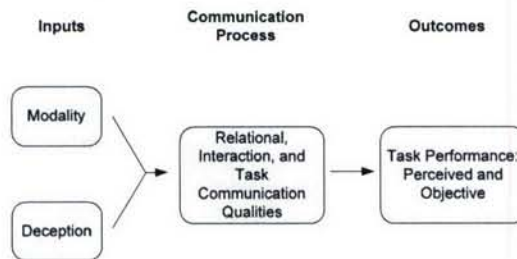 Inputs
Communication
Process
Outcomes
Modality
Deception
Relational,
Interaction, and
Task
Communication
Qualities
Task Performance:
Perceived and
Objective